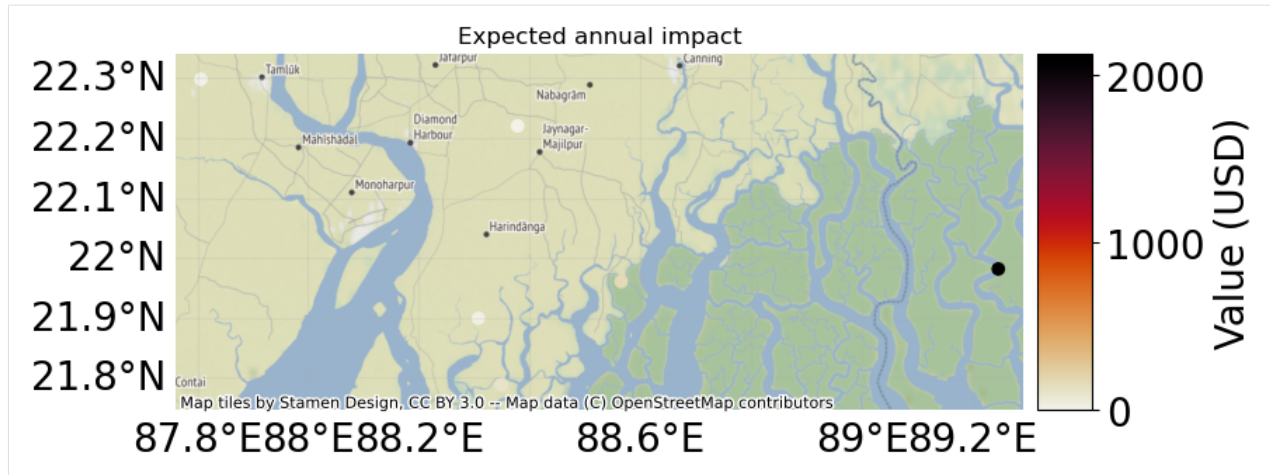 Expected annual impact
22.3°N
22.2°N
22.1°N
22°N
21.9°N
21.8°N
Tamlūk
Jafarpur
Canning
Nabagrām
Diamond
Harbour
Jaynagar-
Majilpur
Mahishādal
Monoharpur
Harindānga
Contai
Map tiles by Stamen Design, CC BY 3.0 -- Map data (C) OpenStreetMap contributors
87.8°E88°E88.2°E 88.6°E 89°E89.2°E
2000
1000
0
Value (USD)